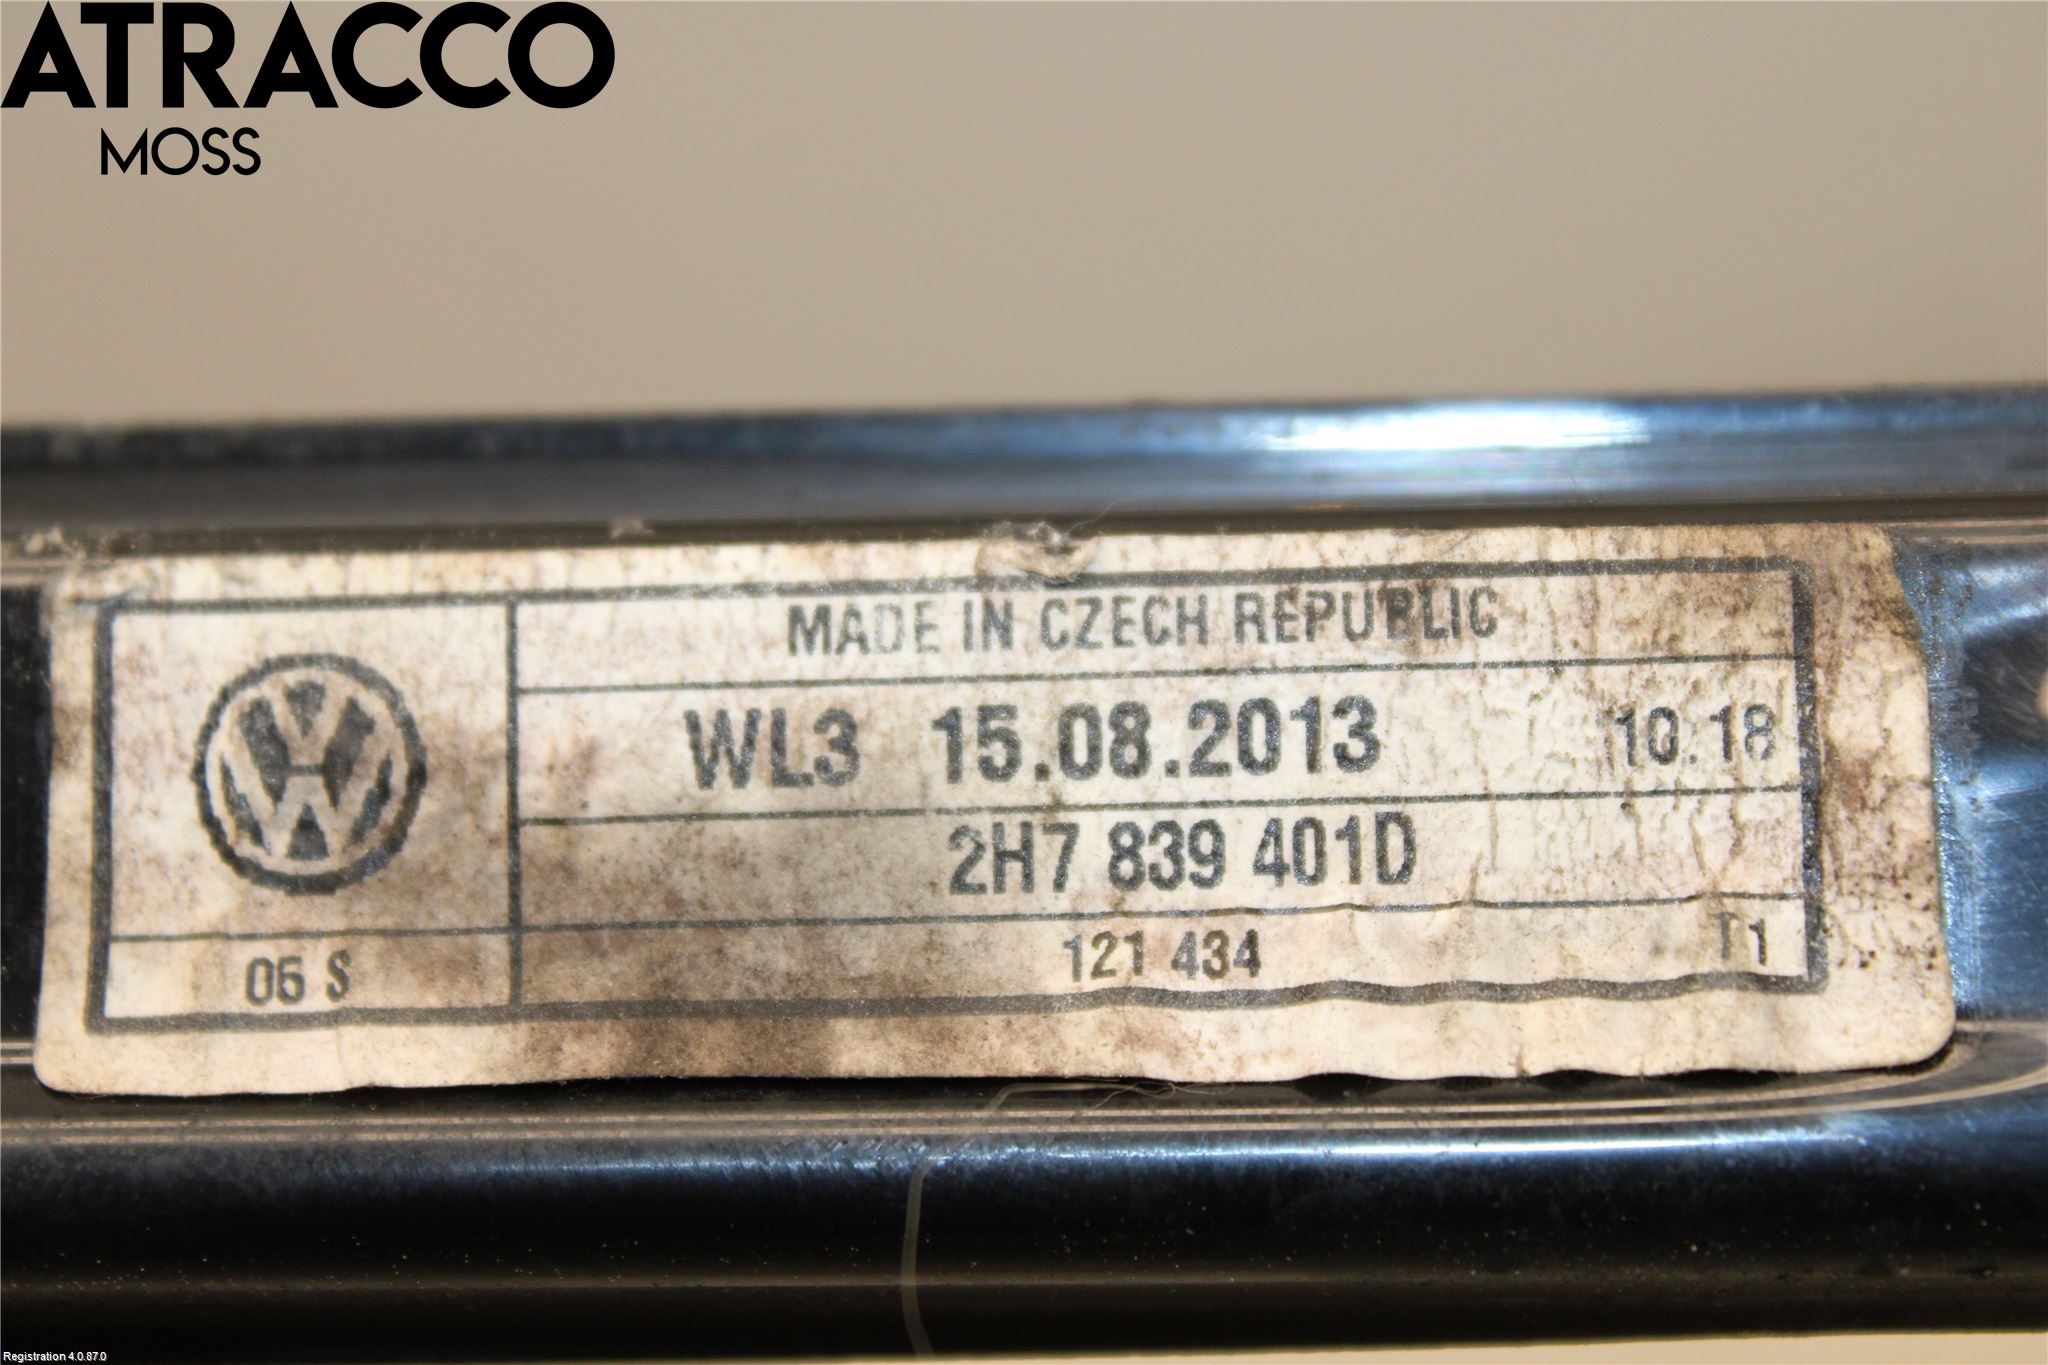 ATRACCO
MOSS
MADE IN CZECH REPUBLIC
WL3 15.08.2013 10.18
2H7 839 401D
05 S 121 434 T1
Registration 4.0.87.0